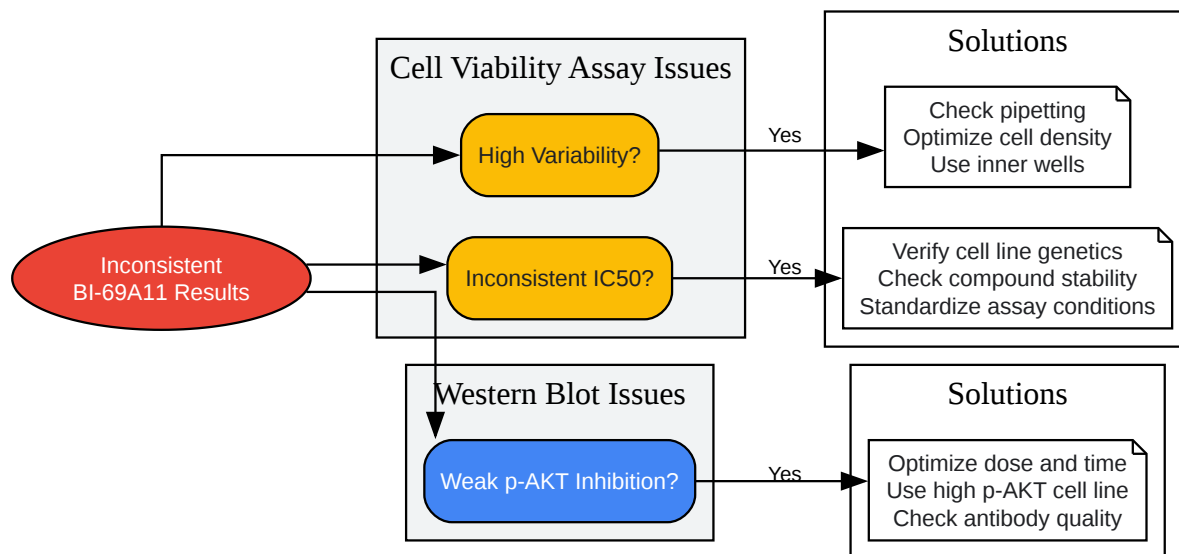 Cell Viability Assay Issues
Solutions
High Variability?
Yes
Check pipetting
Optimize cell density
Use inner wells
Inconsistent
BI-69A11 Results
Inconsistent IC50?
Yes
Verify cell line genetics
Check compound stability
Standardize assay conditions
Western Blot Issues
Solutions
Weak p-AKT Inhibition?
Yes
Optimize dose and time
Use high p-AKT cell line
Check antibody quality